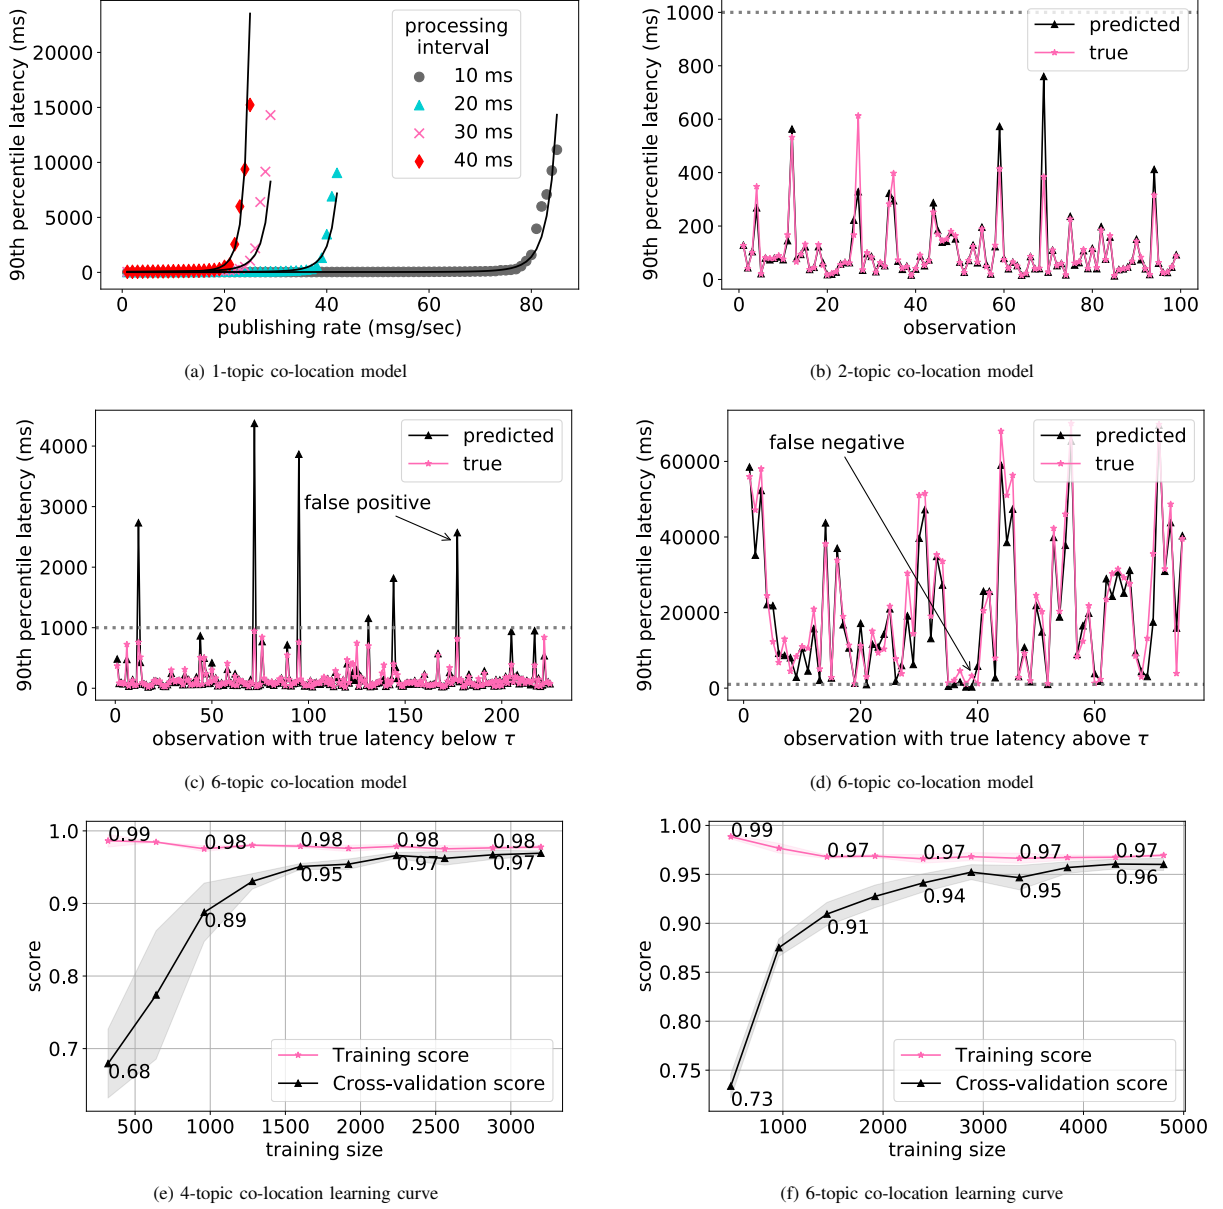 90th percentile latency (ms)
20000
15000
10000
5000
0
0
20
40
60
80
publishing rate (msg/sec)
processing
interval
10 ms
20 ms
30 ms
40 ms
(a) 1-topic co-location model
90th percentile latency (ms)
1000
800
600
400
200
0
0
20
40
60
80
100
observation
predicted
true
(b) 2-topic co-location model
90th percentile latency (ms)
4000
3000
2000
1000
0
0
50
100
150
200
observation with true latency below τ
predicted
true
false positive
(c) 6-topic co-location model
90th percentile latency (ms)
60000
40000
20000
0
0
20
40
60
observation with true latency above τ
predicted
true
false negative
(d) 6-topic co-location model
score
1.0
0.9
0.8
0.7
0.99
0.98
0.98
0.98
0.98
0.68
0.89
0.95
0.97
0.97
Training score
Cross-validation score
500
1000
1500
2000
2500
3000
training size
(e) 4-topic co-location learning curve
score
1.00
0.95
0.90
0.85
0.80
0.75
0.99
0.97
0.97
0.97
0.97
0.73
0.91
0.94
0.95
0.96
Training score
Cross-validation score
1000
2000
3000
4000
5000
training size
(f) 6-topic co-location learning curve